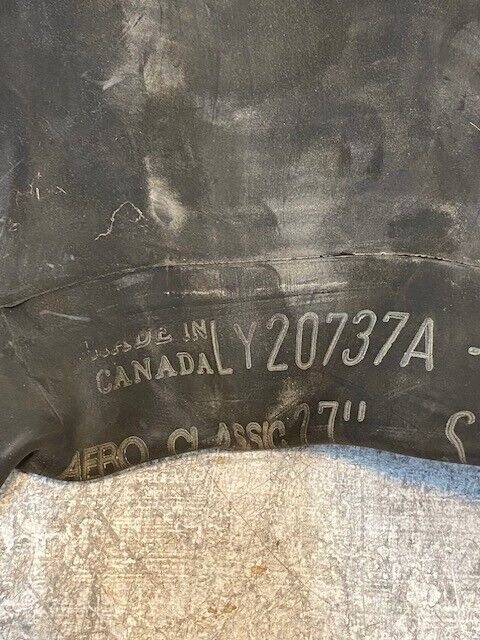 MADE IN
CANADA LY20737A
AERO CLASSIC 27"